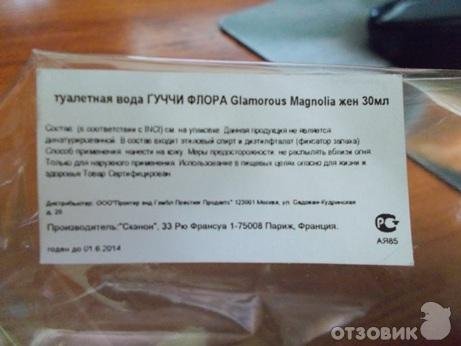 туалетная вода ГУЧЧИ ФЛОРА Glamorous Magnolia жен 30мл
Состав: (в соответствии с INCI) см. на упаковке. Данная продукция не является
денатурированной. В состав входит этиловый спирт и диэтилфталат (фиксатор запаха)
Способ применения: нанести на кожу. Меры предосторожности: не распылять вблизи огня.
Только для наружного применения. Использование в пищевых целях опасно для жизни и
здоровья Товар Сертифицирован
Дистрибьютер: ООО"Проктер энд Гэмбл Престиж Продактс" 123001 Москва, ул. Садовая-Кудринская
д.
Производитель:"Скэнон", 33 Рю Франсуа 1-75008 Париж, Франция.
годен до 01.6.2014
РСТ
АЯ85
ОТЗОВИК